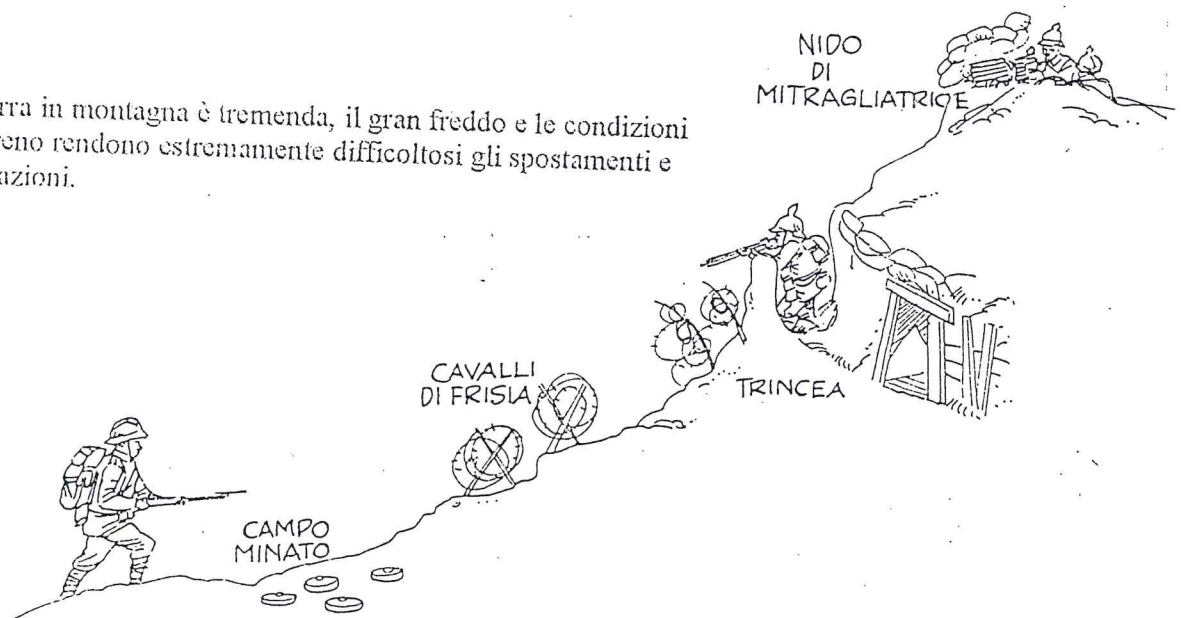 rra in montagna è tremenda, il gran freddo e le condizioni
reno rendono estremamente difficoltosi gli spostamenti e
azioni.
NIDO
DI
MITRAGLIATRICE
CAVALLI
DI FRISIA
TRINCEA
CAMPO
MINATO